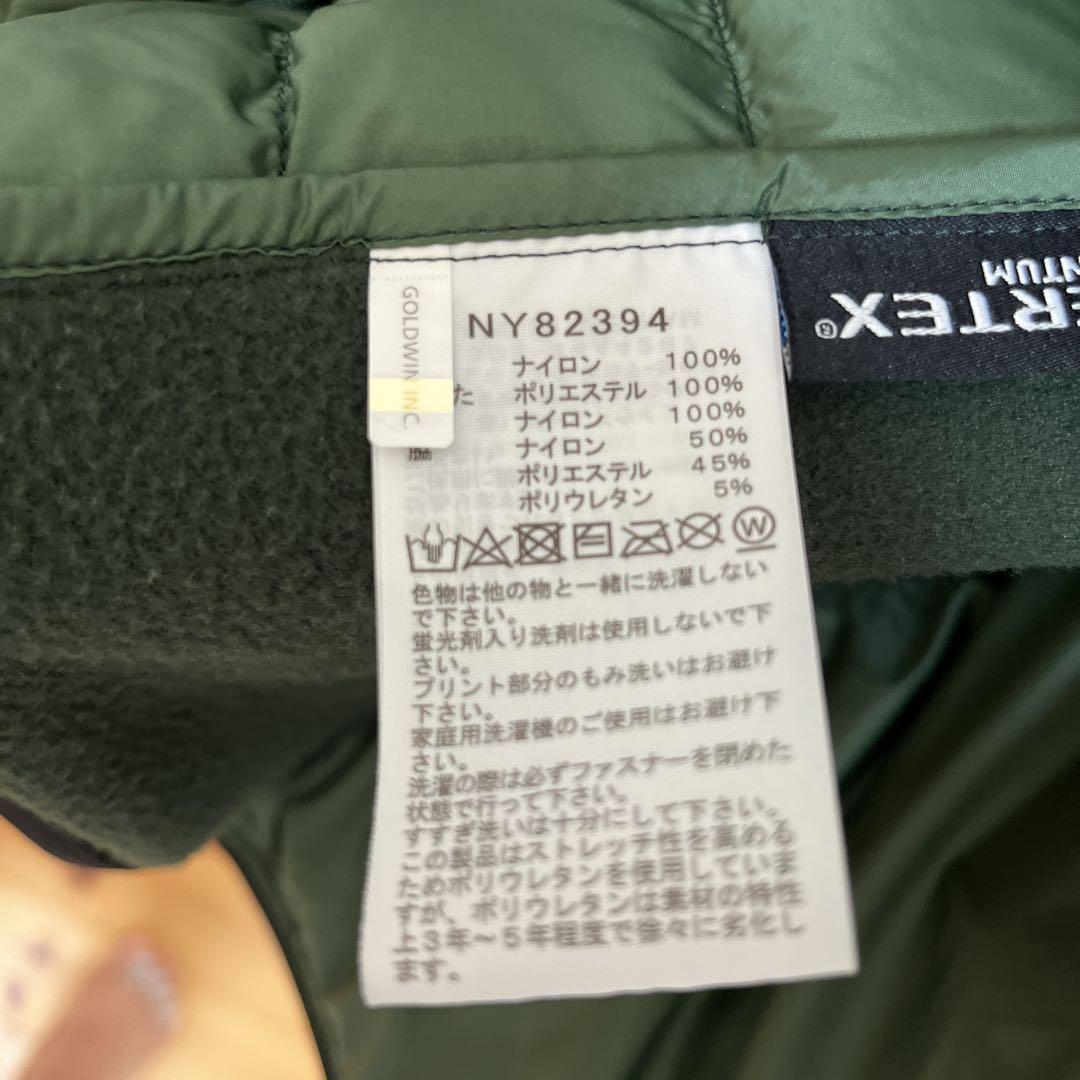 GOLDWIN INC.
NY82394
ナイロン 100%
た ポリエステル 100%
ナイロン 100%
脇 ナイロン 50%
ポリエステル 45%
ポリウレタン 5%
W
色物は他の物と一緒に洗濯しない
で下さい。
蛍光剤入り洗剤は使用しないで下
さい。
プリント部分のもみ洗いはお避け
下さい。
家庭用洗濯機のご使用はお避け下
さい。
洗濯の際は必ずファスナーを閉めた
状態で行って下さい。
すすぎ洗いは十分にして下さい。
この製品はストレッチ性を高める
ためポリウレタンを使用していま
すが、ポリウレタンは素材の特性
上3年～5年程度で徐々に劣化し
ます。
ERTEX®
NTUM